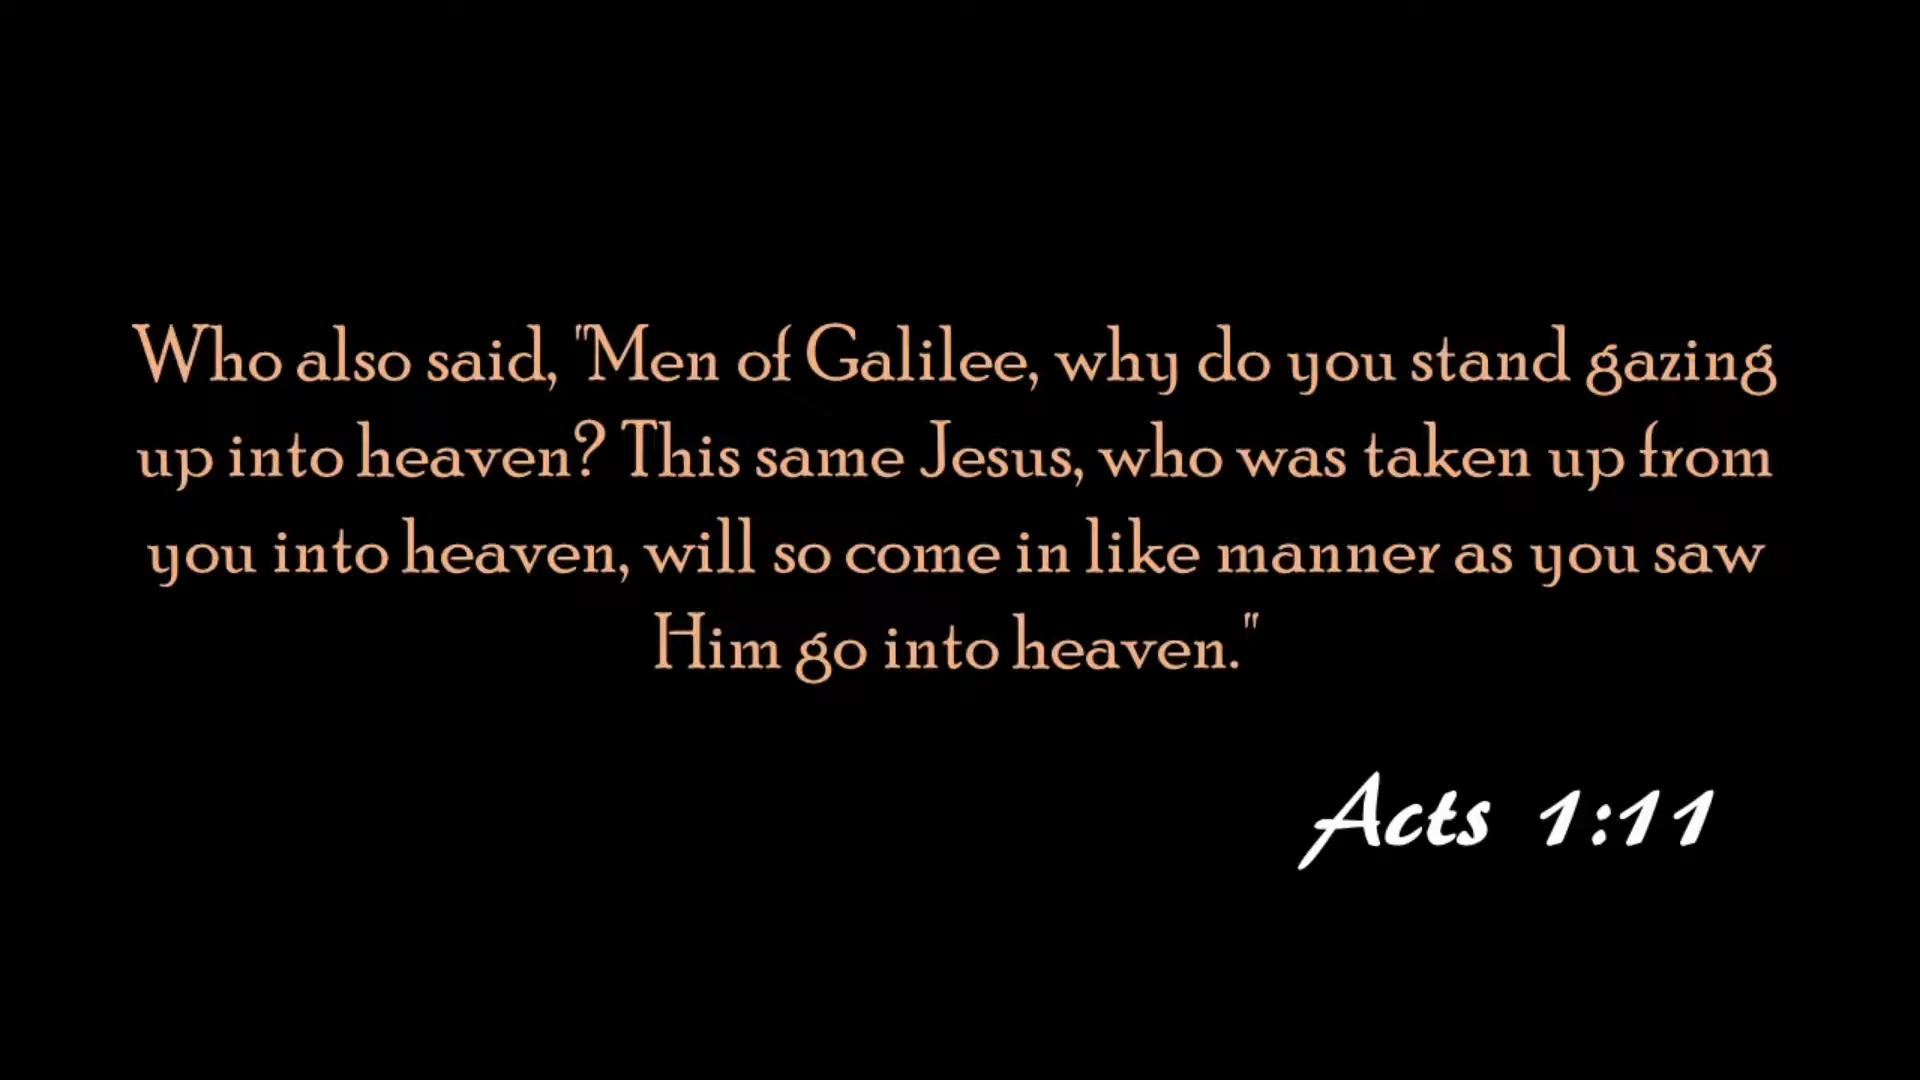 Who also said, "Men of Galilee, why do you stand gazing
up into heaven? This same Jesus, who was taken up from
you into heaven, will so come in like manner as you saw
Him go into heaven."
Acts 1:11